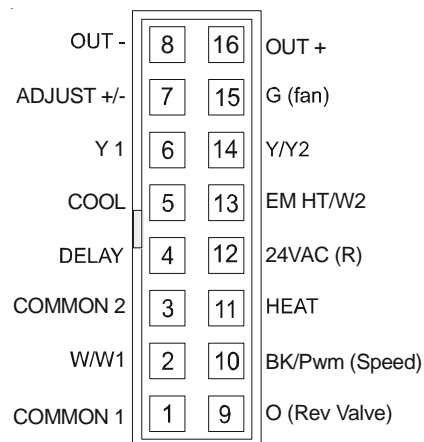 OUT - 8 16 OUT +
ADJUST +/- 7 15 G (fan)
Y 1 6 14 Y/Y2
COOL 5 13 EM HT/W2
DELAY 4 12 24VAC (R)
COMMON 2 3 11 HEAT
W/W1 2 10 BK/Pwm (Speed)
COMMON 1 1 9 O (Rev Valve)